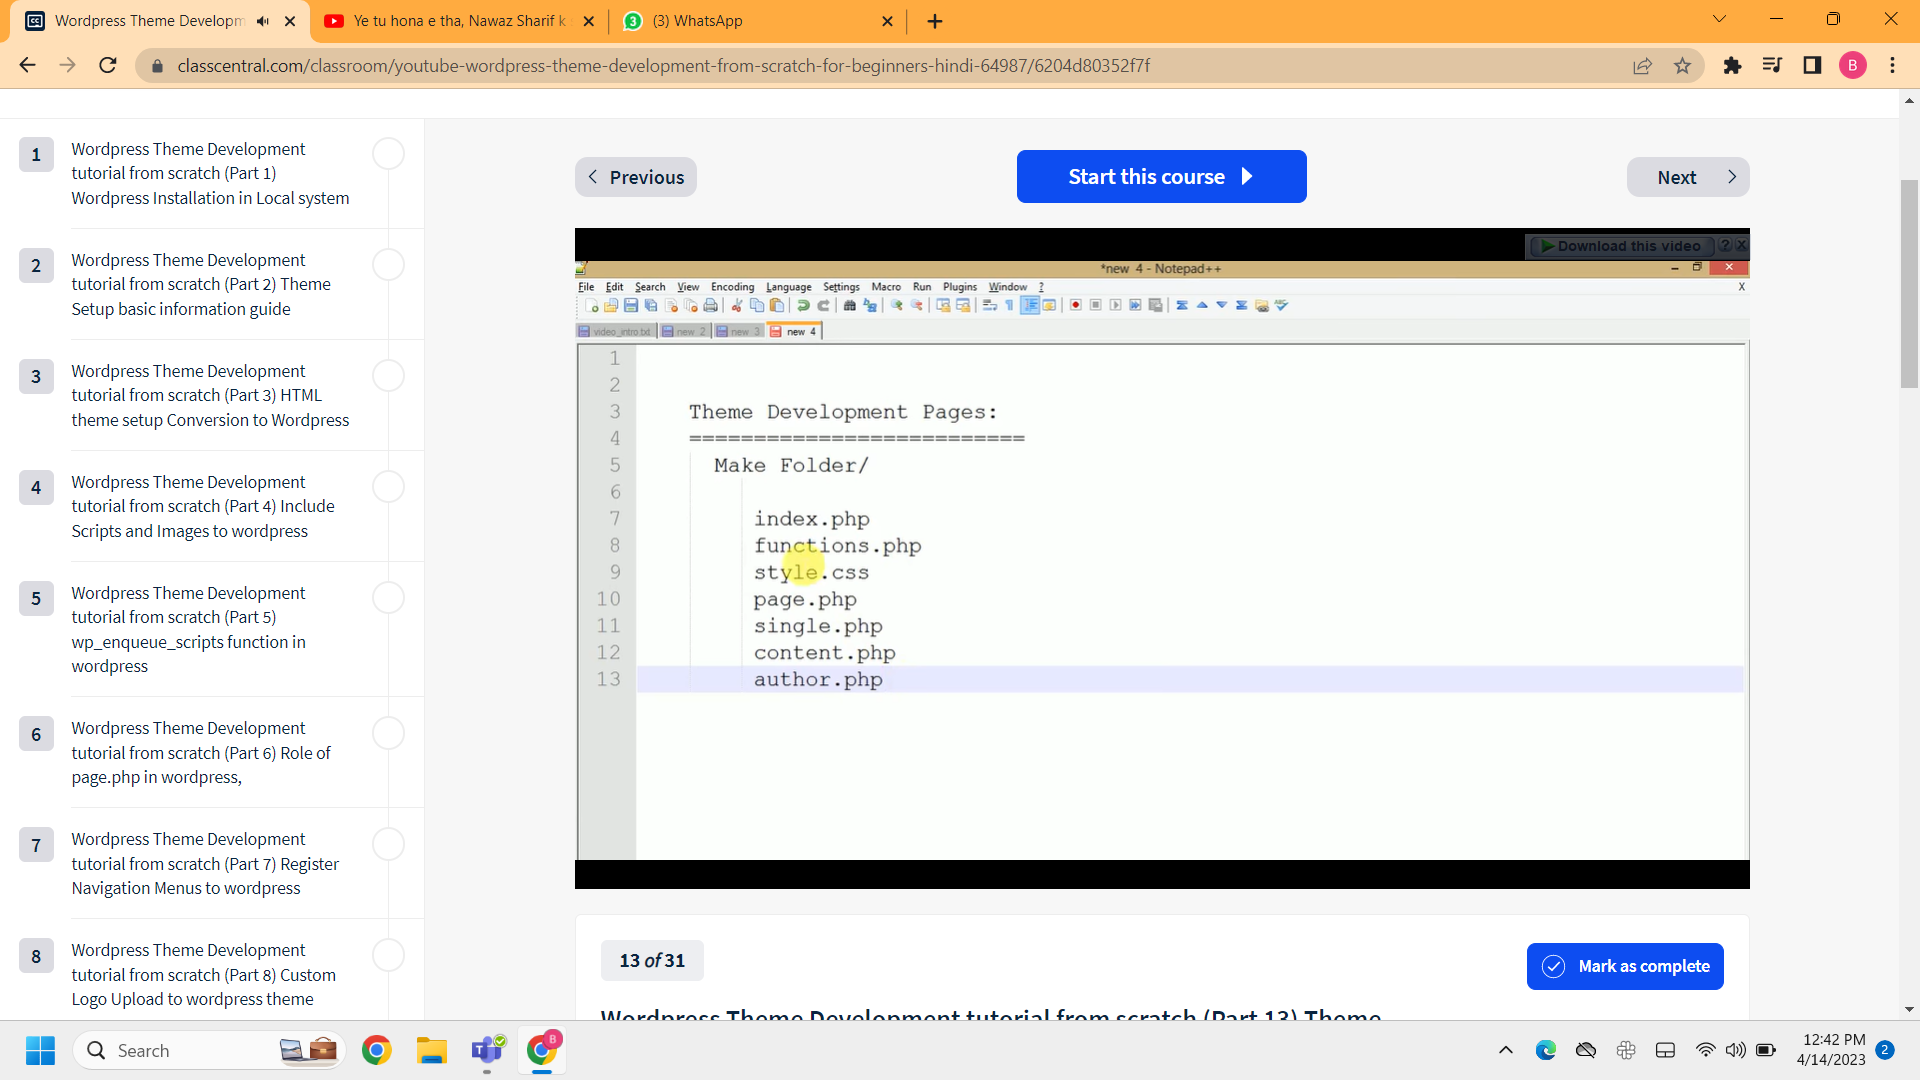 Wordpress Theme Developm
Ye tu hona e tha, Nawaz Sharif k
(3) WhatsApp
classcentral.com/classroom/youtube-wordpress-theme-development-from-scratch-for-beginners-hindi-64987/6204d80352f7f
B
1
Wordpress Theme Development
tutorial from scratch (Part 1)
Wordpress Installation in Local system
2
Wordpress Theme Development
tutorial from scratch (Part 2) Theme
Setup basic information guide
3
Wordpress Theme Development
tutorial from scratch (Part 3) HTML
theme setup Conversion to Wordpress
4
Wordpress Theme Development
tutorial from scratch (Part 4) Include
Scripts and Images to wordpress
5
Wordpress Theme Development
tutorial from scratch (Part 5)
wp_enqueue_scripts function in
wordpress
6
Wordpress Theme Development
tutorial from scratch (Part 6) Role of
page.php in wordpress,
7
Wordpress Theme Development
tutorial from scratch (Part 7) Register
Navigation Menus to wordpress
8
Wordpress Theme Development
tutorial from scratch (Part 8) Custom
Logo Upload to wordpress theme
Previous
Start this course
Next
Download this video ? X
*new 4 - Notepad++
File Edit Search View Encoding Language Settings Macro Run Plugins Window ? X
video_intro.txt new 2 new 3 new 4
1
2
3 Theme Development Pages:
4 ==========================
5 Make Folder/
6
7 index.php
8 functions.php
9 style.css
10 page.php
11 single.php
12 content.php
13 author.php
13 of 31
Mark as complete
Wordpress Theme Development tutorial from scratch (Part 13) Theme
Search
B
12:42 PM
4/14/2023
2